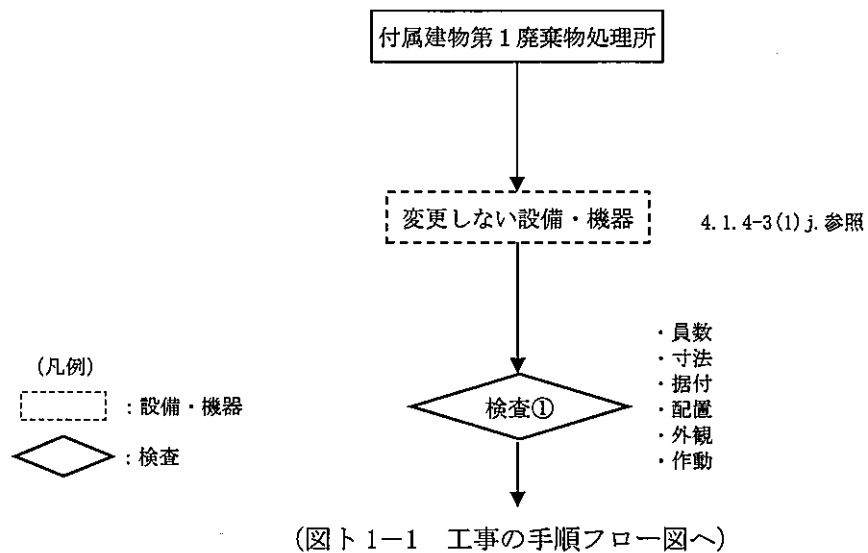 付属建物第1廃棄物処理所
変更しない設備・機器
4.1.4-3(1)j.参照
・員数
・寸法
・据付
・配置
・外観
・作動
検査①
(凡例)
:設備・機器
:検査
(図ト1-1 工事の手順フロー図へ)